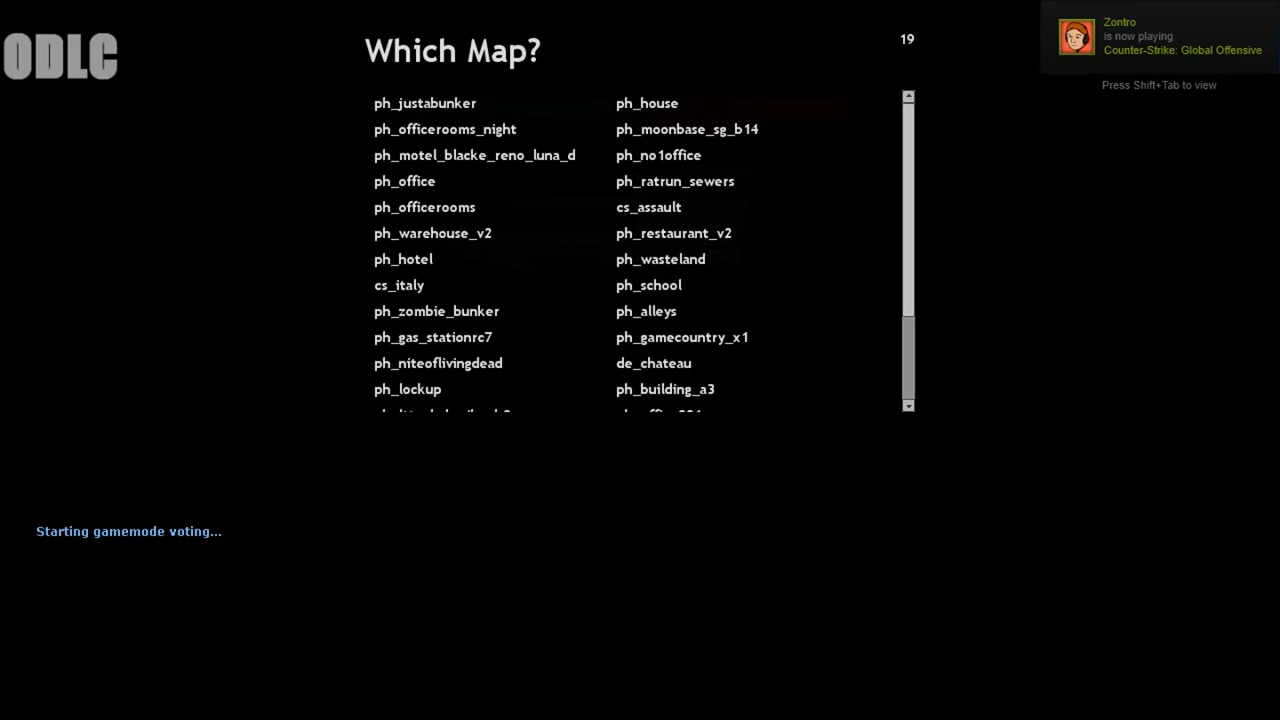 ODLC
Which Map?
19
Zontro
is now playing
Counter-Strike: Global Offensive
Press Shift+Tab to view
ph_justabunker
ph_house
ph_officerooms_night
ph_moonbase_sg_b14
ph_motel_blacke_reno_luna_d
ph_no1office
ph_office
ph_ratrun_sewers
ph_officerooms
cs_assault
ph_warehouse_v2
ph_restaurant_v2
ph_hotel
ph_wasteland
cs_italy
ph_school
ph_zombie_bunker
ph_alleys
ph_gas_stationrc7
ph_gamecountry_x1
ph_niteoflivingdead
de_chateau
ph_lockup
ph_building_a3
Starting gamemode voting...